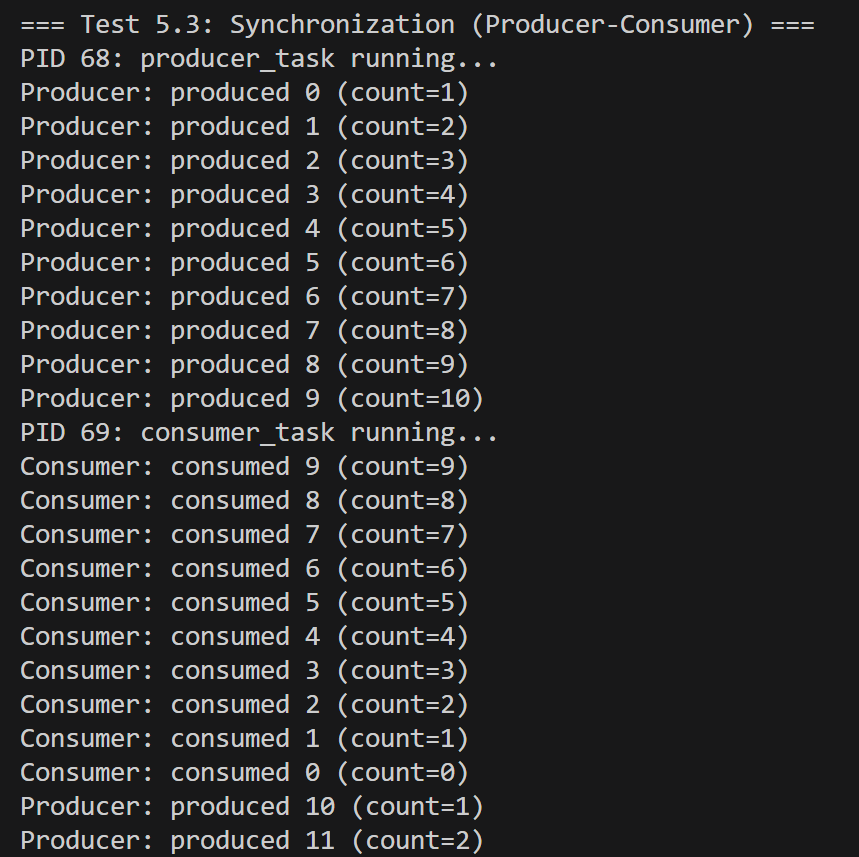 === Test 5.3: Synchronization (Producer-Consumer) ===
PID 68: producer_task running...
Producer: produced 0 (count=1)
Producer: produced 1 (count=2)
Producer: produced 2 (count=3)
Producer: produced 3 (count=4)
Producer: produced 4 (count=5)
Producer: produced 5 (count=6)
Producer: produced 6 (count=7)
Producer: produced 7 (count=8)
Producer: produced 8 (count=9)
Producer: produced 9 (count=10)
PID 69: consumer_task running...
Consumer: consumed 9 (count=9)
Consumer: consumed 8 (count=8)
Consumer: consumed 7 (count=7)
Consumer: consumed 6 (count=6)
Consumer: consumed 5 (count=5)
Consumer: consumed 4 (count=4)
Consumer: consumed 3 (count=3)
Consumer: consumed 2 (count=2)
Consumer: consumed 1 (count=1)
Consumer: consumed 0 (count=0)
Producer: produced 10 (count=1)
Producer: produced 11 (count=2)